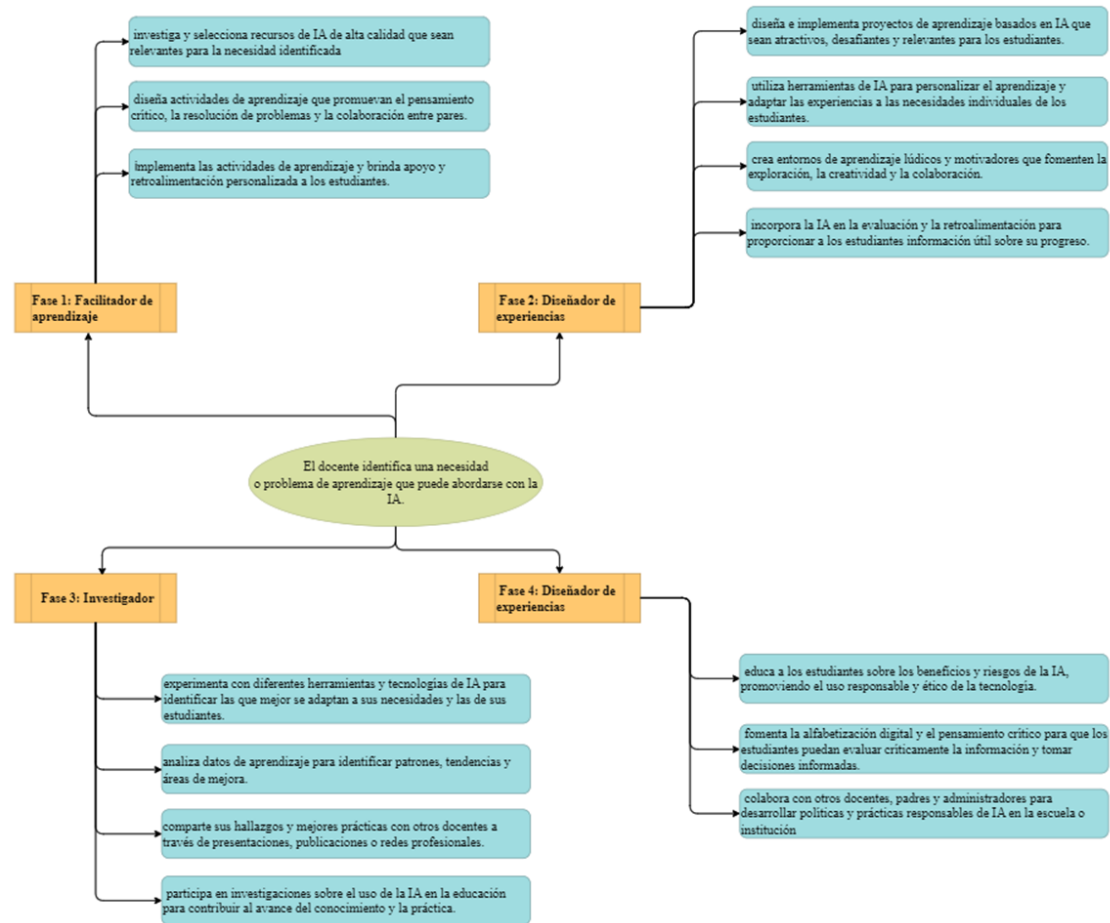 investiga y selecciona recursos de IA de alta calidad que sean
relevantes para la necesidad identificada
diseña actividades de aprendizaje que promuevan el pensamiento
crítico, la resolución de problemas y la colaboración entre pares.
implementa las actividades de aprendizaje y brinda apoyo y
retroalimentación personalizada a los estudiantes.
Fase 1: Facilitador de
aprendizaje
diseña e implementa proyectos de aprendizaje basados en IA que
sean atractivos, desafiantes y relevantes para los estudiantes.
utiliza herramientas de IA para personalizar el aprendizaje y
adaptar las experiencias a las necesidades individuales de los
estudiantes.
crea entornos de aprendizaje lúdicos y motivadores que fomenten la
exploración, la creatividad y la colaboración.
incorpora la IA en la evaluación y la retroalimentación para
proporcionar a los estudiantes información útil sobre su progreso.
Fase 2: Diseñador de
experiencias
El docente identifica una necesidad
o problema de aprendizaje que puede abordarse con la
IA.
Fase 3: Investigador
experimenta con diferentes herramientas y tecnologías de IA para
identificar las que mejor se adaptan a sus necesidades y las de sus
estudiantes.
analiza datos de aprendizaje para identificar patrones, tendencias y
áreas de mejora.
comparte sus hallazgos y mejores prácticas con otros docentes a
través de presentaciones, publicaciones o redes profesionales.
participa en investigaciones sobre el uso de la IA en la educación
para contribuir al avance del conocimiento y la práctica.
Fase 4: Diseñador de
experiencias
educa a los estudiantes sobre los beneficios y riesgos de la IA,
promoviendo el uso responsable y ético de la tecnología.
fomenta la alfabetización digital y el pensamiento crítico para que los
estudiantes puedan evaluar críticamente la información y tomar
decisiones informadas.
colabora con otros docentes, padres y administradores para
desarrollar políticas y prácticas responsables de IA en la escuela o
institución